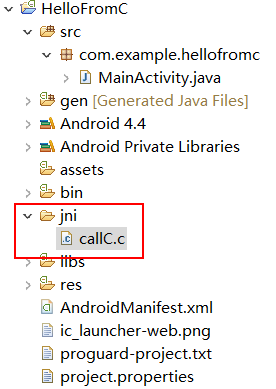 HelloFromC
src
com.example.hellofromc
MainActivity.java
gen [Generated Java Files]
Android 4.4
Android Private Libraries
assets
bin
jni
callC.c
libs
res
AndroidManifest.xml
ic_launcher-web.png
proguard-project.txt
project.properties